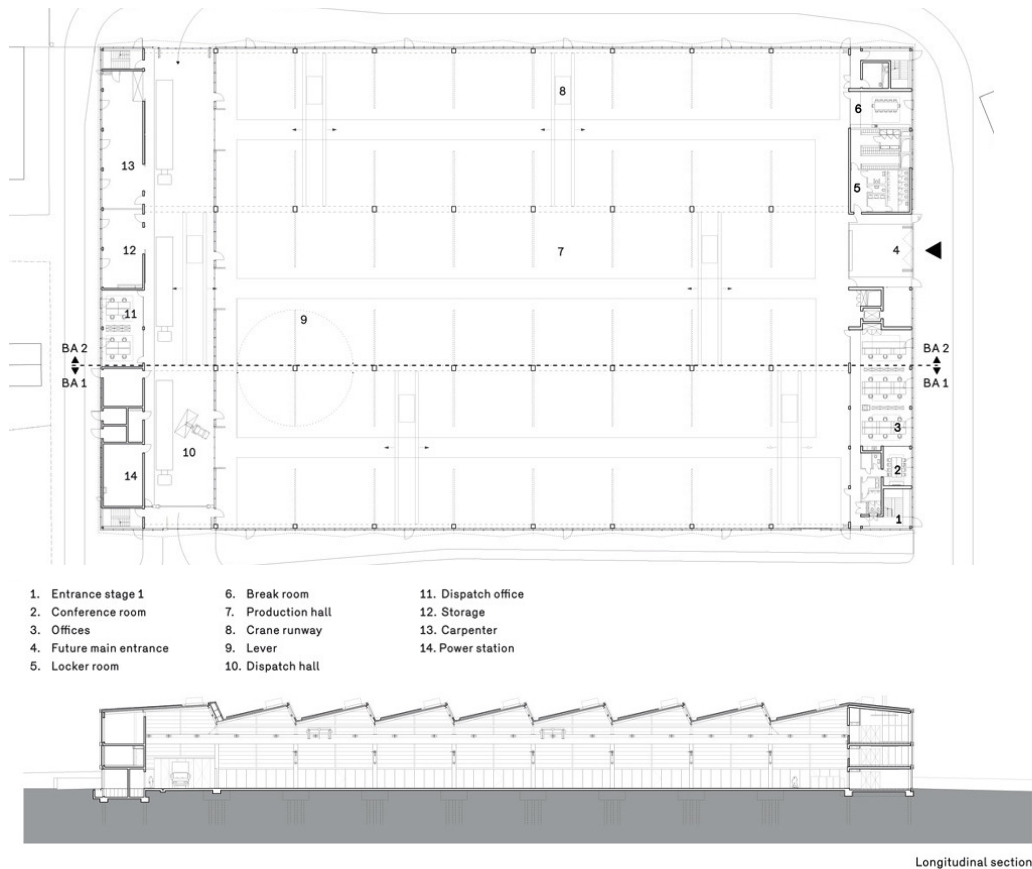 8
6
13
5
12
7
4
11
9
BA 2
BA 1
BA 2
BA 1
3
10
14
2
1
1. Entrance stage 1
2. Conference room
3. Offices
4. Future main entrance
5. Locker room
6. Break room
7. Production hall
8. Crane runway
9. Lever
10. Dispatch hall
11. Dispatch office
12. Storage
13. Carpenter
14. Power station
Longitudinal section